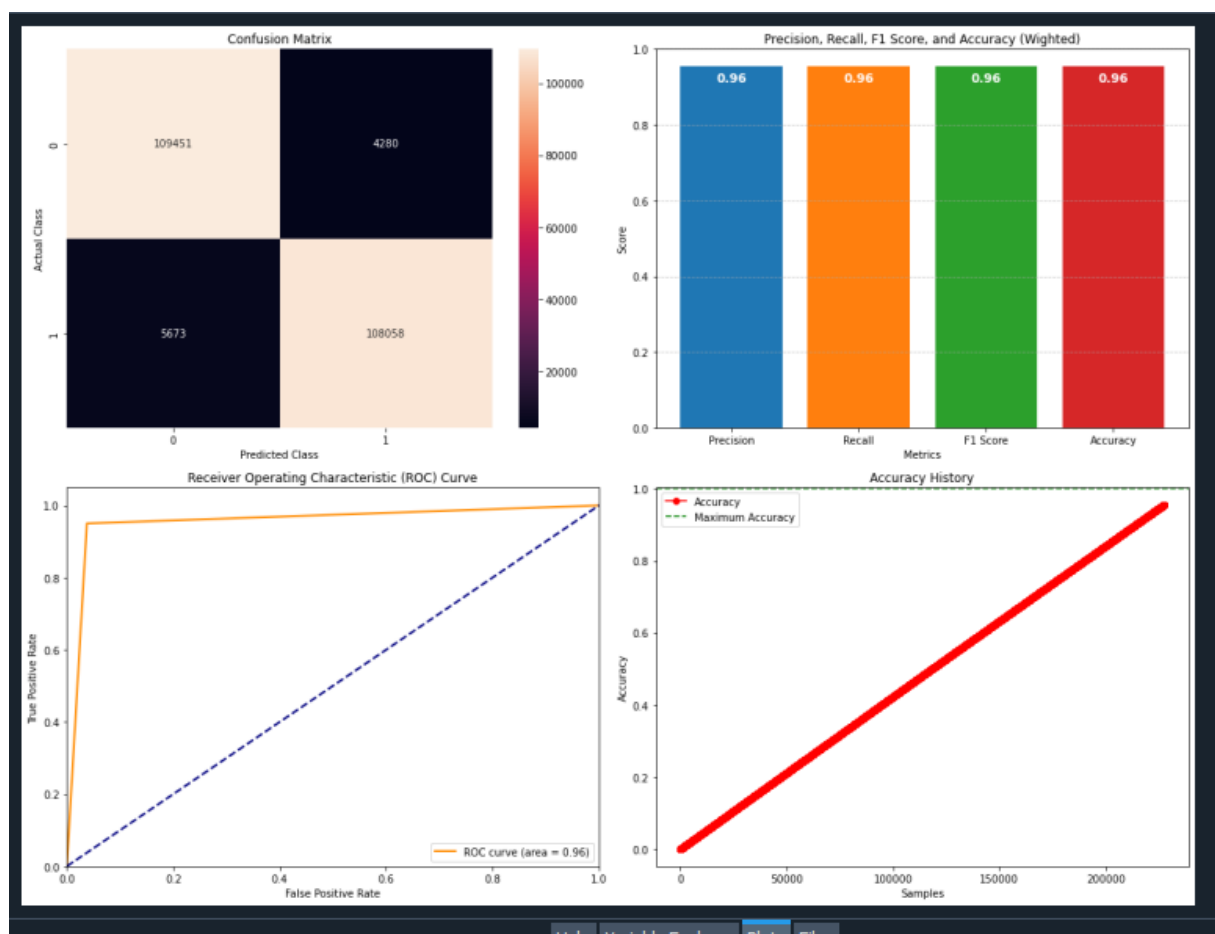 Confusion Matrix
0
1
Actual Class
109451
4280
5673
108058
0
1
Predicted Class
100000
80000
60000
40000
20000
Precision, Recall, F1 Score, and Accuracy (Wighted)
1.0
0.8
0.6
0.4
0.2
0.0
Score
0.96
0.96
0.96
0.96
Precision
Recall
F1 Score
Accuracy
Metrics
Receiver Operating Characteristic (ROC) Curve
1.0
0.8
0.6
0.4
0.2
0.0
True Positive Rate
ROC curve (area = 0.96)
0.0
0.2
0.4
0.6
0.8
1.0
False Positive Rate
Accuracy History
1.0
0.8
0.6
0.4
0.2
0.0
Accuracy
Accuracy
Maximum Accuracy
0
50000
100000
150000
200000
Samples